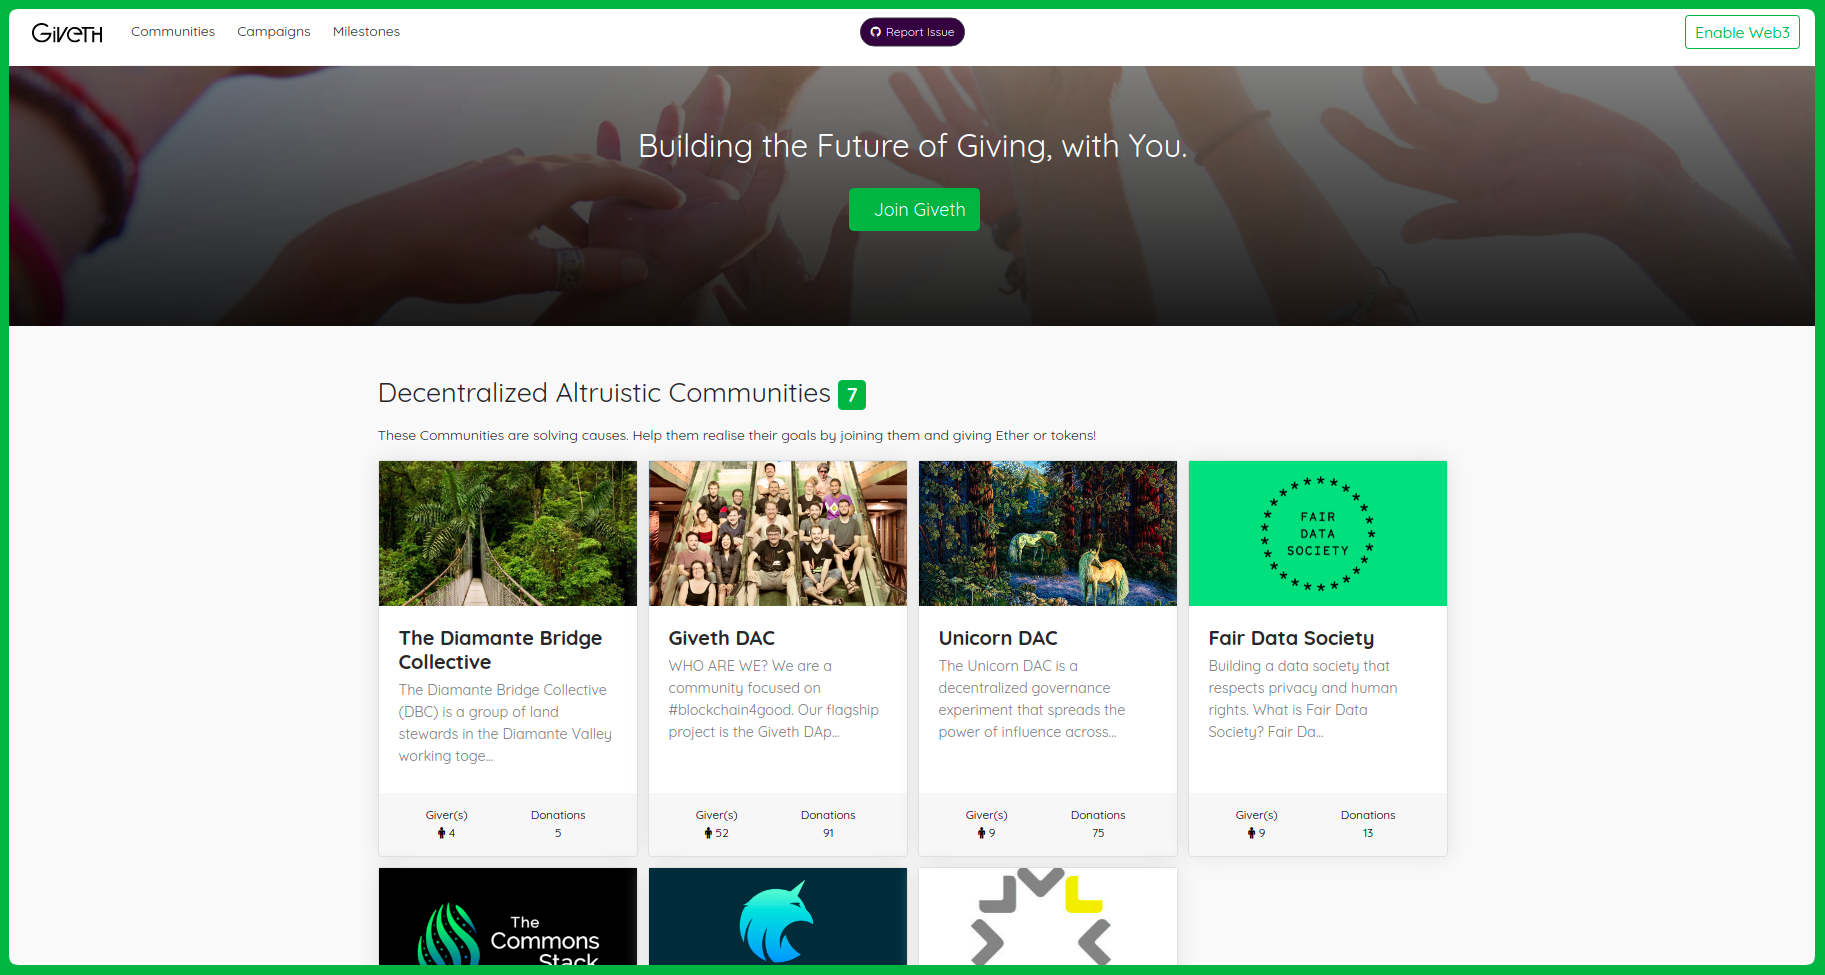 Giveth Communities Campaigns Milestones Report Issue Enable Web3
Building the Future of Giving, with You.
Join Giveth
Decentralized Altruistic Communities 7
These Communities are solving causes. Help them realise their goals by joining them and giving Ether or tokens!
FAIR
DATA
SOCIETY
The Diamante Bridge
Collective
The Diamante Bridge Collective
(DBC) is a group of land
stewards in the Diamante Valley
working toge...
Giver(s) Donations
4 5
Giveth DAC
WHO ARE WE? We are a
community focused on
#blockchain4good. Our flagship
project is the Giveth DAp...
Giver(s) Donations
52 91
Unicorn DAC
The Unicorn DAC is a
decentralized governance
experiment that spreads the
power of influence across...
Giver(s) Donations
9 75
Fair Data Society
Building a data society that
respects privacy and human
rights. What is Fair Data
Society? Fair Da...
Giver(s) Donations
9 13
The
Commons
Stack